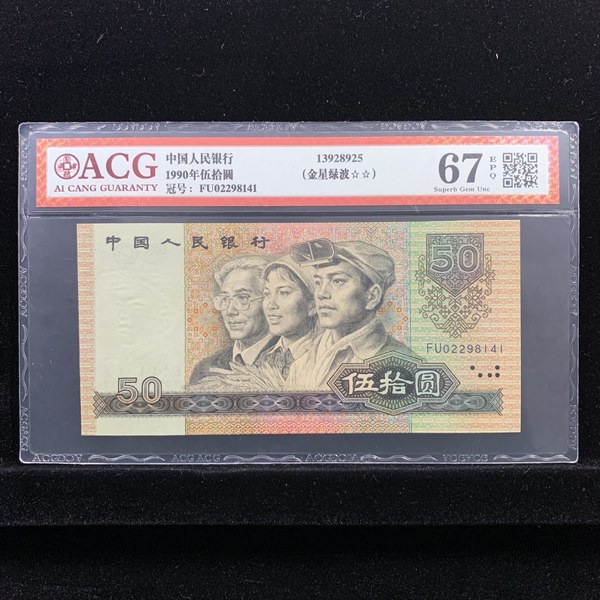 ACG
AI CANG GUARANTY
中国人民银行
1990年伍拾圆
冠号: FU02298141
13928925
(金星绿波☆☆)
67 EPQ
Superb Gem Unc
中国人民银行
50
FU02298141
50
伍拾圆
ACG ACG